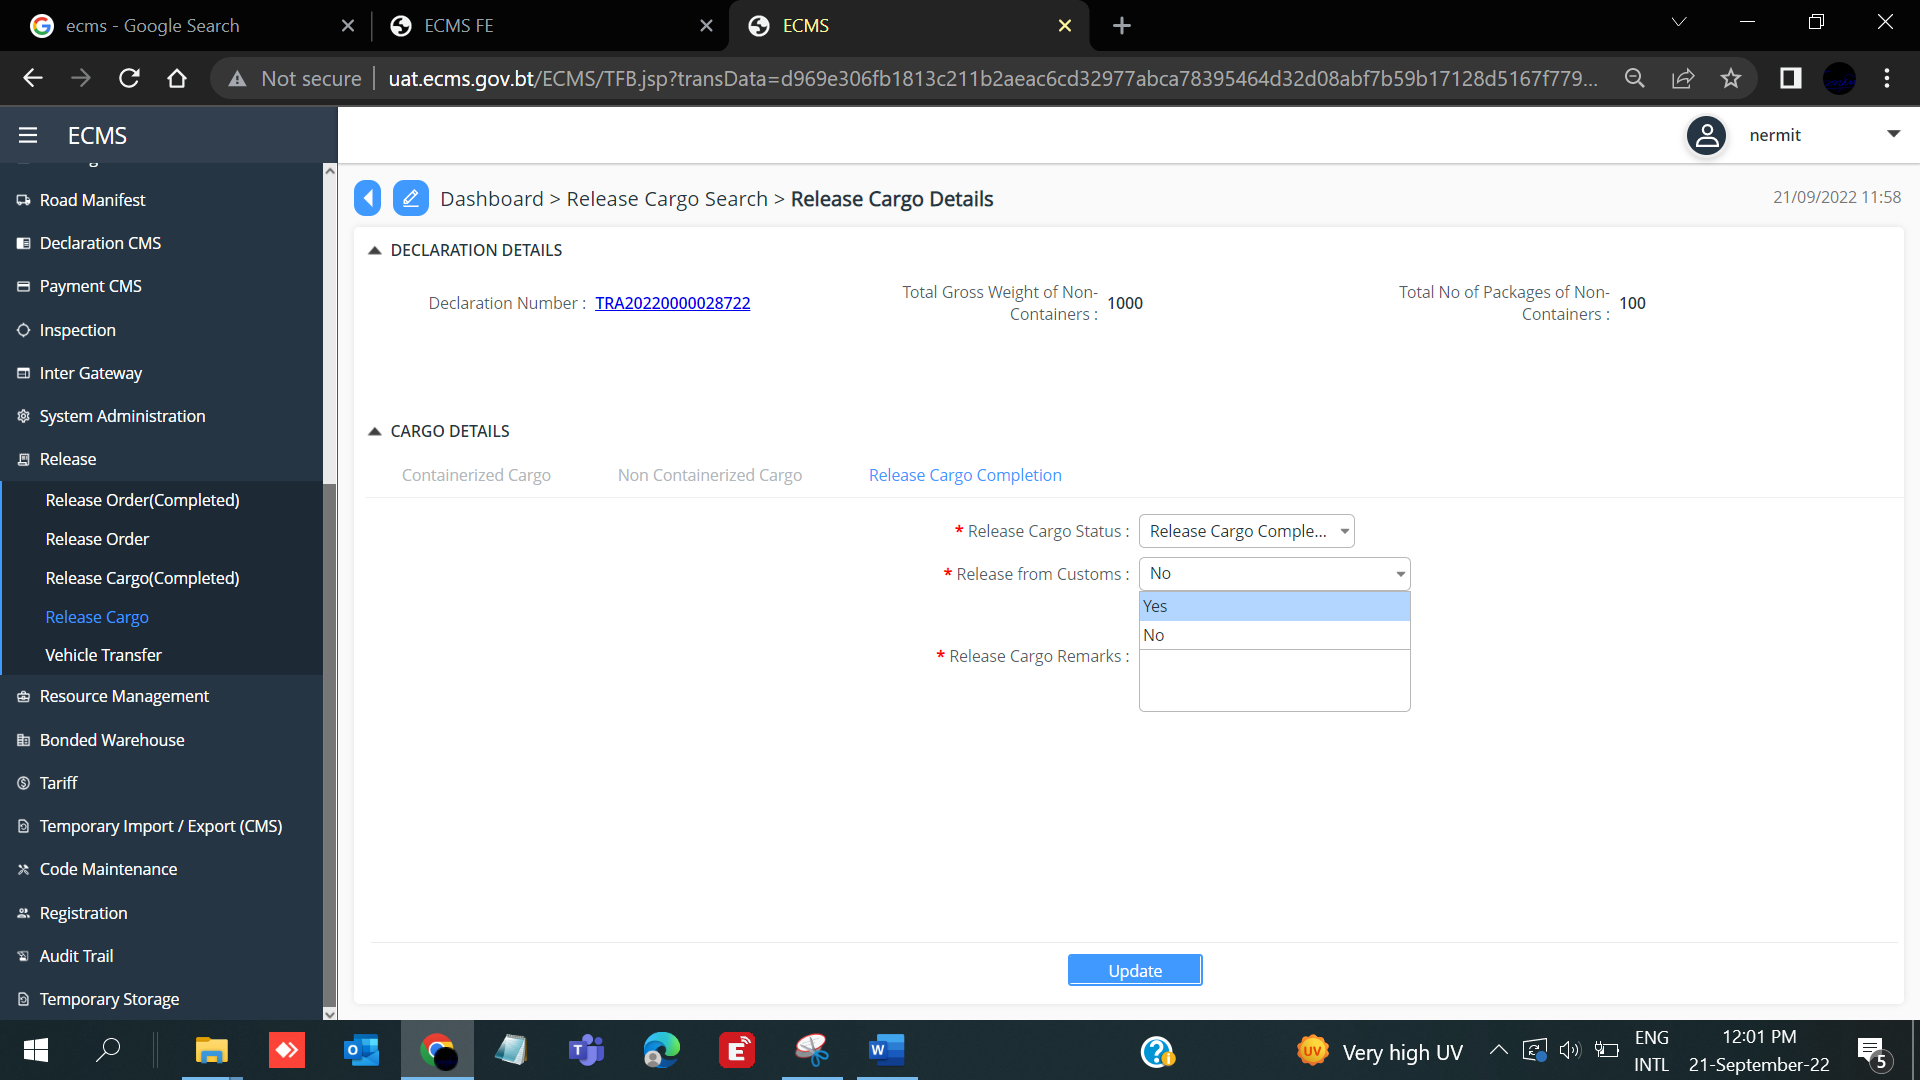 ecms - Google Search
ECMS FE
ECMS
Not secure
uat.ecms.gov.bt/ECMS/TFB.jsp?transData=d969e306fb1813c211b2aeac6cd32977abca78395464d32d08abf7b59b17128d5167f779...
ECMS
nermit
Road Manifest
Declaration CMS
Payment CMS
Inspection
Inter Gateway
System Administration
Release
Release Order(Completed)
Release Order
Release Cargo(Completed)
Release Cargo
Vehicle Transfer
Resource Management
Bonded Warehouse
Tariff
Temporary Import / Export (CMS)
Code Maintenance
Registration
Audit Trail
Temporary Storage
Dashboard > Release Cargo Search > Release Cargo Details
21/09/2022 11:58
DECLARATION DETAILS
Declaration Number : TRA20220000028722
Total Gross Weight of Non-
Containers : 1000
Total No of Packages of Non-
Containers : 100
CARGO DETAILS
Containerized Cargo
Non Containerized Cargo
Release Cargo Completion
* Release Cargo Status : Release Cargo Comple...
* Release from Customs : No
Yes
No
* Release Cargo Remarks :
Update
UV
Very high UV
ENG
INTL
12:01 PM
21-September-22
5